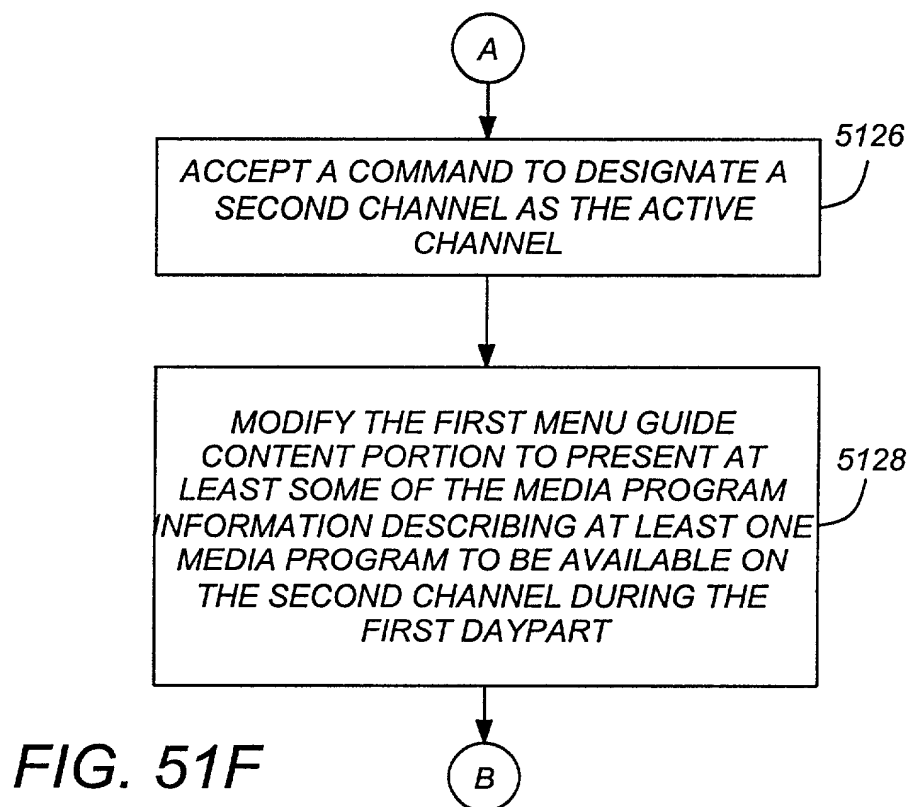 A
5126
ACCEPT A COMMAND TO DESIGNATE A
SECOND CHANNEL AS THE ACTIVE
CHANNEL
MODIFY THE FIRST MENU GUIDE
CONTENT PORTION TO PRESENT AT
LEAST SOME OF THE MEDIA PROGRAM
INFORMATION DESCRIBING AT LEAST ONE
MEDIA PROGRAM TO BE AVAILABLE ON
THE SECOND CHANNEL DURING THE
FIRST DAYPART
5128
B
FIG. 51F